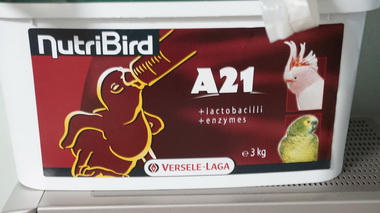 nutriBird
A21
+lactobacilli
+enzymes
e 3 kg
VERSELE-LAGA